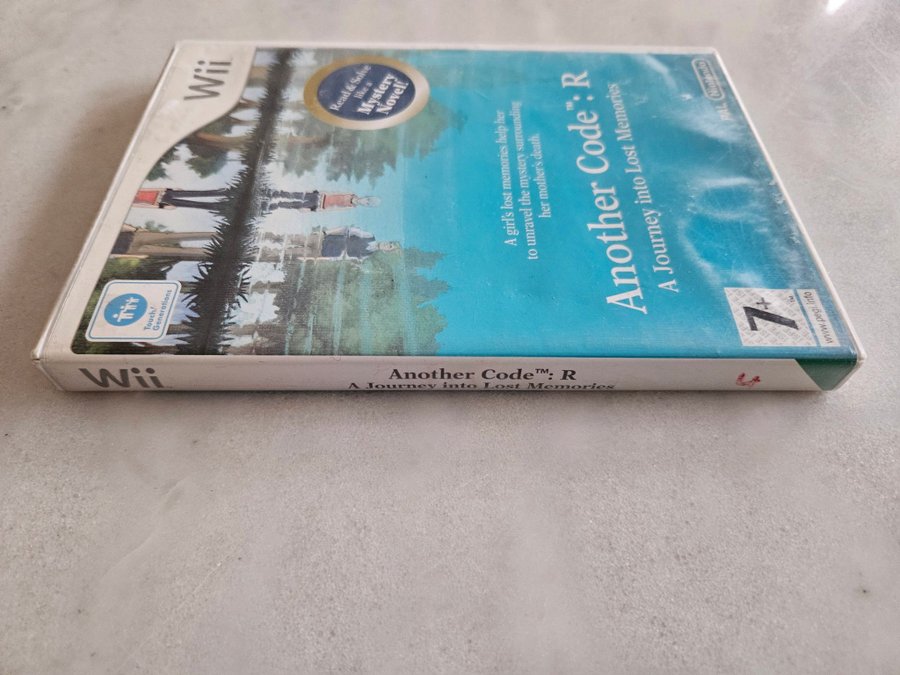 Wii
Read & Solve
like a
Mystery
Novel!
A girl's lost memories help her
to unravel the mystery surrounding
her mother's death.
Another Code™: R
A Journey into Lost Memories
Touch!
Generations
7+
www.pegi.info
PAL
Nintendo
Wii
Another Code™: R
A Journey into Lost Memories